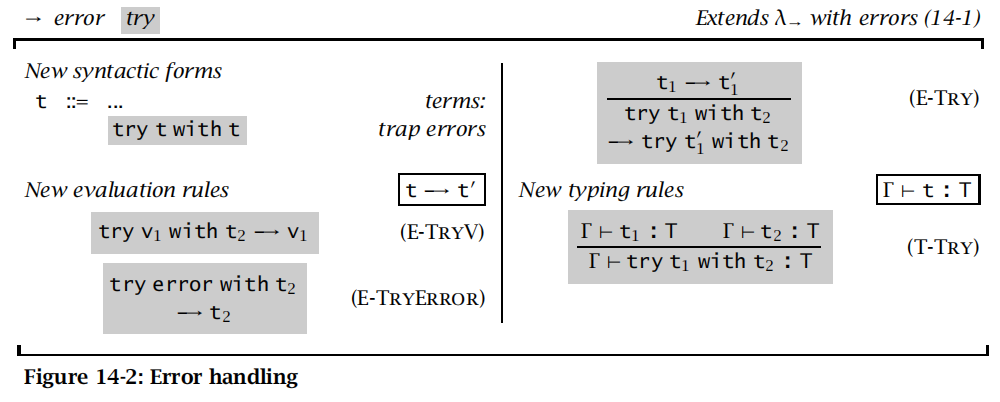 → error try
Extends λ→ with errors (14-1)
New syntactic forms
t ::= ...
terms:
try t with t
trap errors
New evaluation rules
t ⟶ t′
try v₁ with t₂ ⟶ v₁
(E-TRYV)
try error with t₂
⟶ t₂
(E-TRYERROR)
t₁ ⟶ t₁′
try t₁ with t₂
⟶ try t₁′ with t₂
(E-TRY)
New typing rules
Γ ⊢ t : T
Γ ⊢ t₁ : T Γ ⊢ t₂ : T
Γ ⊢ try t₁ with t₂ : T
(T-TRY)
Figure 14-2: Error handling